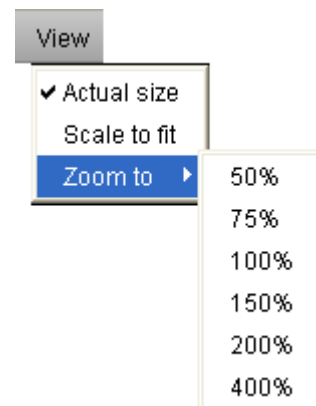 View
✔ Actual size
Scale to fit
Zoom to
50%
75%
100%
150%
200%
400%